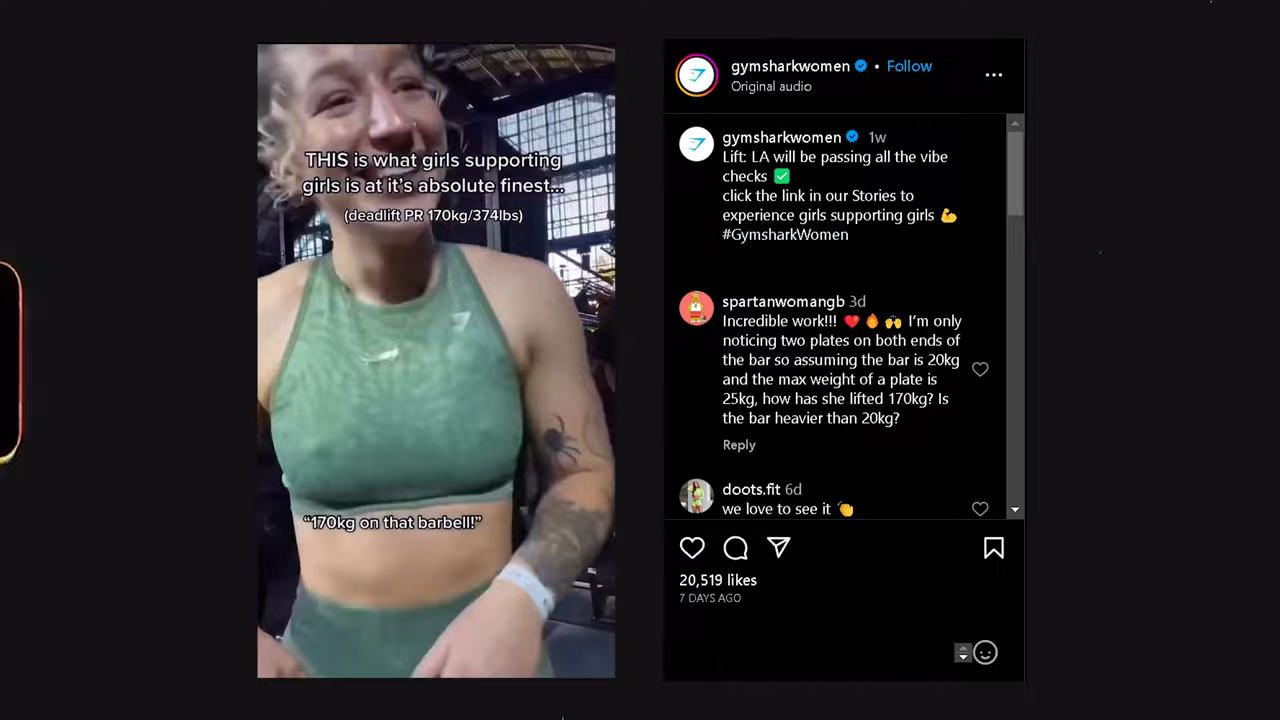 THIS is what girls supporting
girls is at it's absolute finest...
(deadlift PR 170kg/374lbs)
"170kg on that barbell!"
gymsharkwomen • Follow
Original audio
gymsharkwomen 1w
Lift: LA will be passing all the vibe
checks ✅
click the link in our Stories to
experience girls supporting girls 💪
#GymsharkWomen
spartanwomangb 3d
Incredible work!!! ❤️🔥🙌 I'm only
noticing two plates on both ends of
the bar so assuming the bar is 20kg
and the max weight of a plate is
25kg, how has she lifted 170kg? Is
the bar heavier than 20kg?
Reply
doots.fit 6d
we love to see it 👏
20,519 likes
7 DAYS AGO